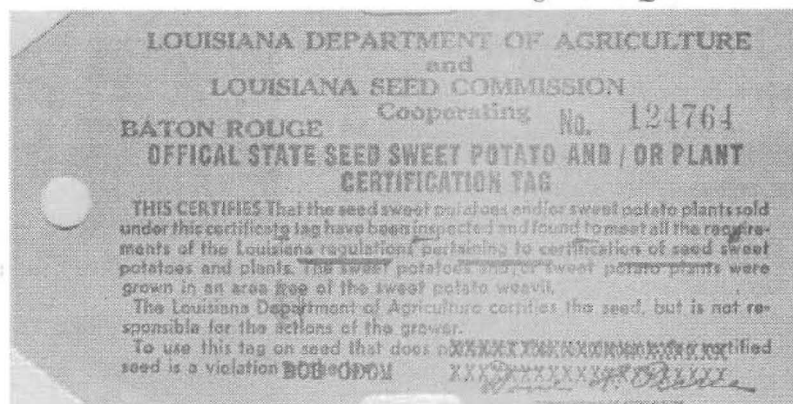 LOUISIANA DEPARTMENT OF AGRICULTURE
and
LOUISIANA SEED COMMISSION
Cooperating
BATON ROUGE No. 124764
OFFICAL STATE SEED SWEET POTATO AND / OR PLANT
CERTIFICATION TAG
THIS CERTIFIES That the seed sweet potatoes and/or sweet potato plants sold
under this certificate tag have been inspected and found to meet all the require-
ments of the Louisiana regulations pertaining to certification of seed sweet
potatoes and plants. The sweet potatoes and/or sweet potato plants were
grown in an area free of the sweet potato weevil.
The Louisiana Department of Agriculture certifies the seed, but is not re-
sponsible for the actions of the grower.
To use this tag on seed that does certified
seed is a violation BOB ODOM